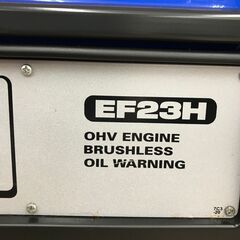 EF23H
OHV ENGINE
BRUSHLESS
OIL WARNING